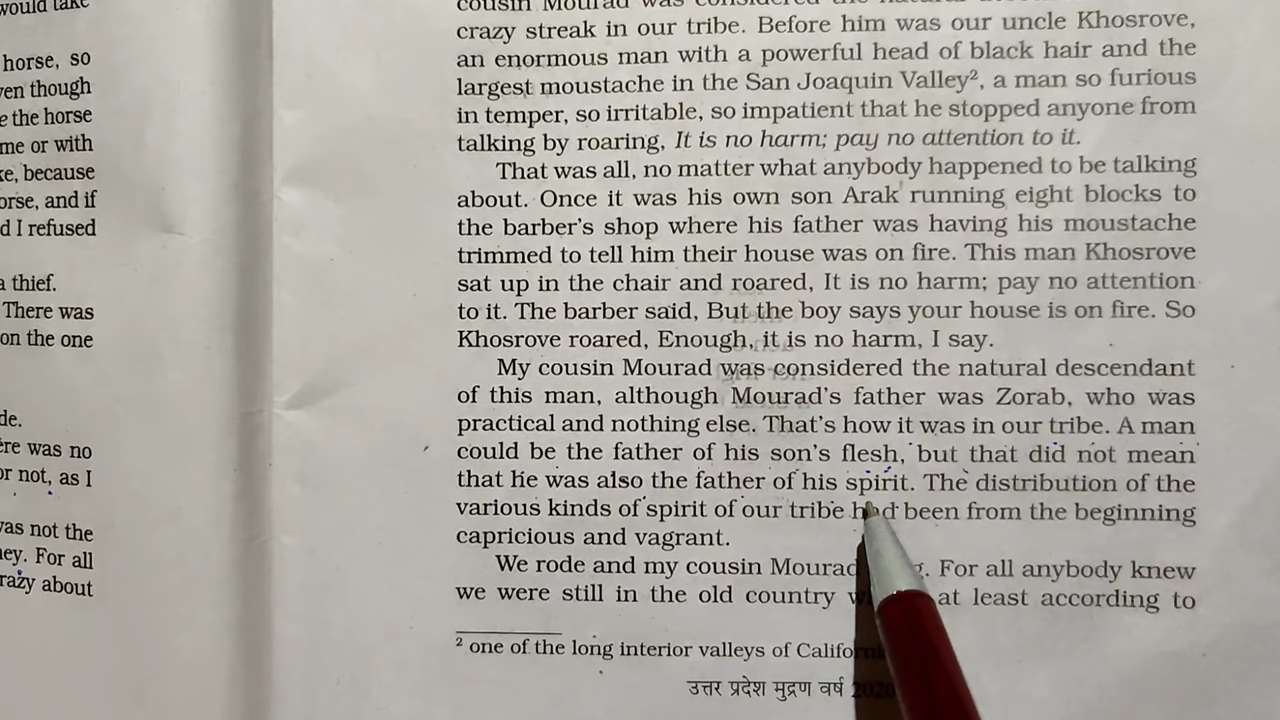 would take
horse, so
ven though
e the horse
me or with
ke, because
orse, and if
d I refused
a thief.
There was
on the one
de.
ere was no
or not, as I
was not the
ney. For all
razy about
cousin Mourad was considered the natural
crazy streak in our tribe. Before him was our uncle Khosrove,
an enormous man with a powerful head of black hair and the
largest moustache in the San Joaquin Valley², a man so furious
in temper, so irritable, so impatient that he stopped anyone from
talking by roaring, It is no harm; pay no attention to it.
That was all, no matter what anybody happened to be talking
about. Once it was his own son Arak running eight blocks to
the barber's shop where his father was having his moustache
trimmed to tell him their house was on fire. This man Khosrove
sat up in the chair and roared, It is no harm; pay no attention
to it. The barber said, But the boy says your house is on fire. So
Khosrove roared, Enough, it is no harm, I say.
My cousin Mourad was considered the natural descendant
of this man, although Mourad's father was Zorab, who was
practical and nothing else. That's how it was in our tribe. A man
could be the father of his son's flesh, but that did not mean
that he was also the father of his spirit. The distribution of the
various kinds of spirit of our tribe had been from the beginning
capricious and vagrant.
We rode and my cousin Mourad For all anybody knew
we were still in the old country at least according to
² one of the long interior valleys of
उत्तर प्रदेश मुद्रण वर्ष 2020